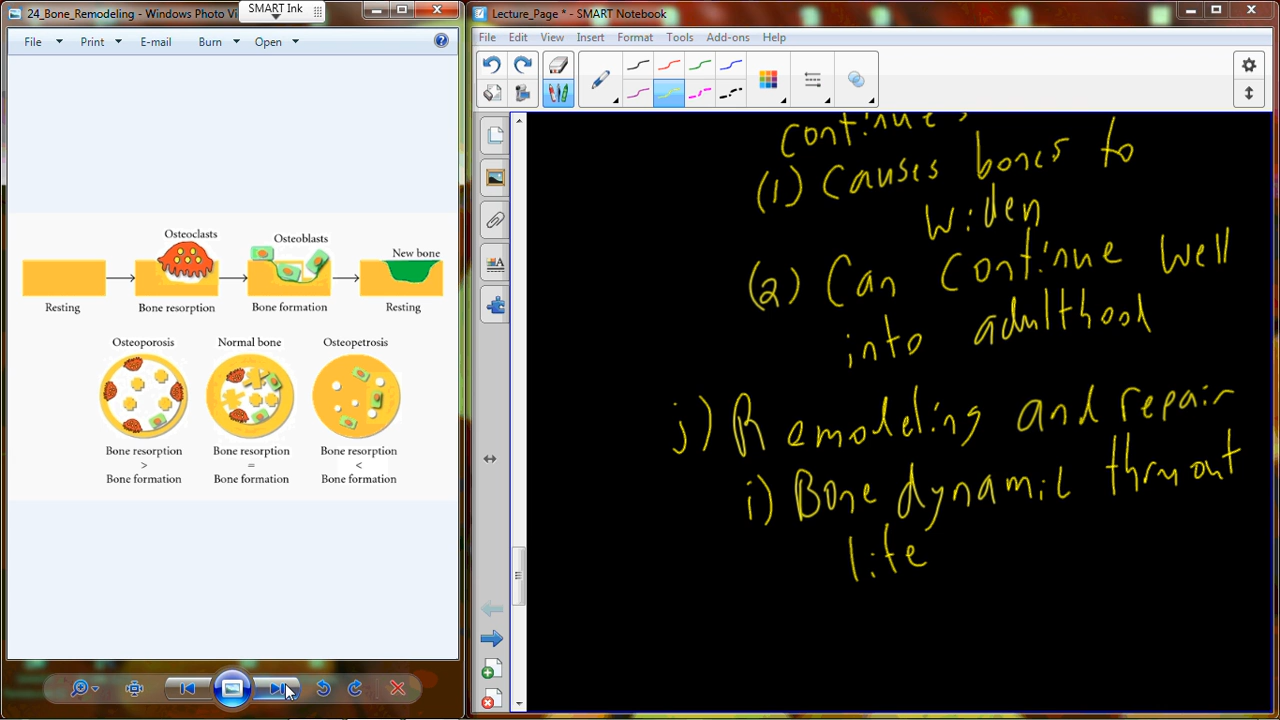 24_Bone_Remodeling - Windows Photo Vi
SMART Ink
File Print E-mail Burn Open
Osteoclasts
Osteoblasts
New bone
Resting
Bone resorption
Bone formation
Resting
Osteoporosis
Normal bone
Osteopetrosis
Bone resorption
>
Bone formation
Bone resorption
=
Bone formation
Bone resorption
<
Bone formation
Lecture_Page * - SMART Notebook
File Edit View Insert Format Tools Add-ons Help
continues
(1) Causes bones to
widen
(2) Can continue well
into adulthood
j) Remodeling and repair
i) Bone dynamic thruout
life